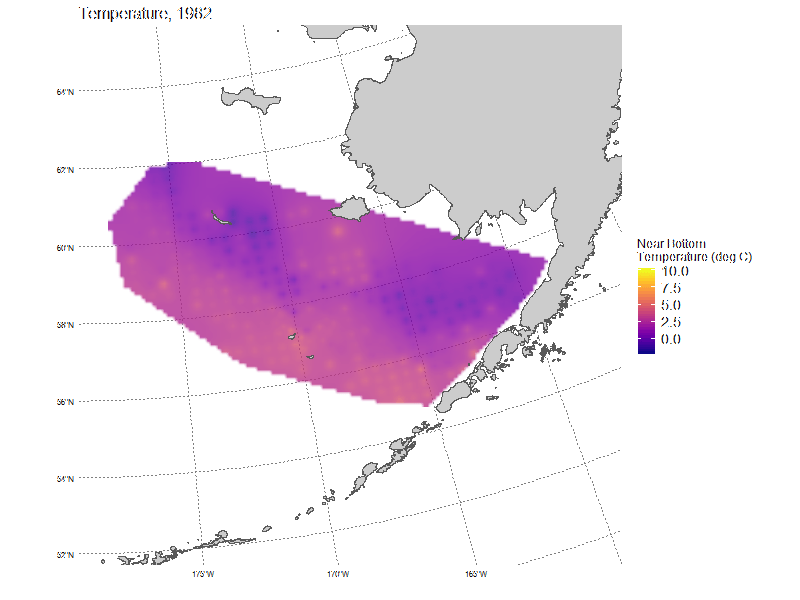 Temperature, 1982
64°N
62°N
60°N
58°N
56°N
54°N
52°N
175°W
170°W
165°W
Near Bottom
Temperature (deg C)
10.0
7.5
5.0
2.5
0.0